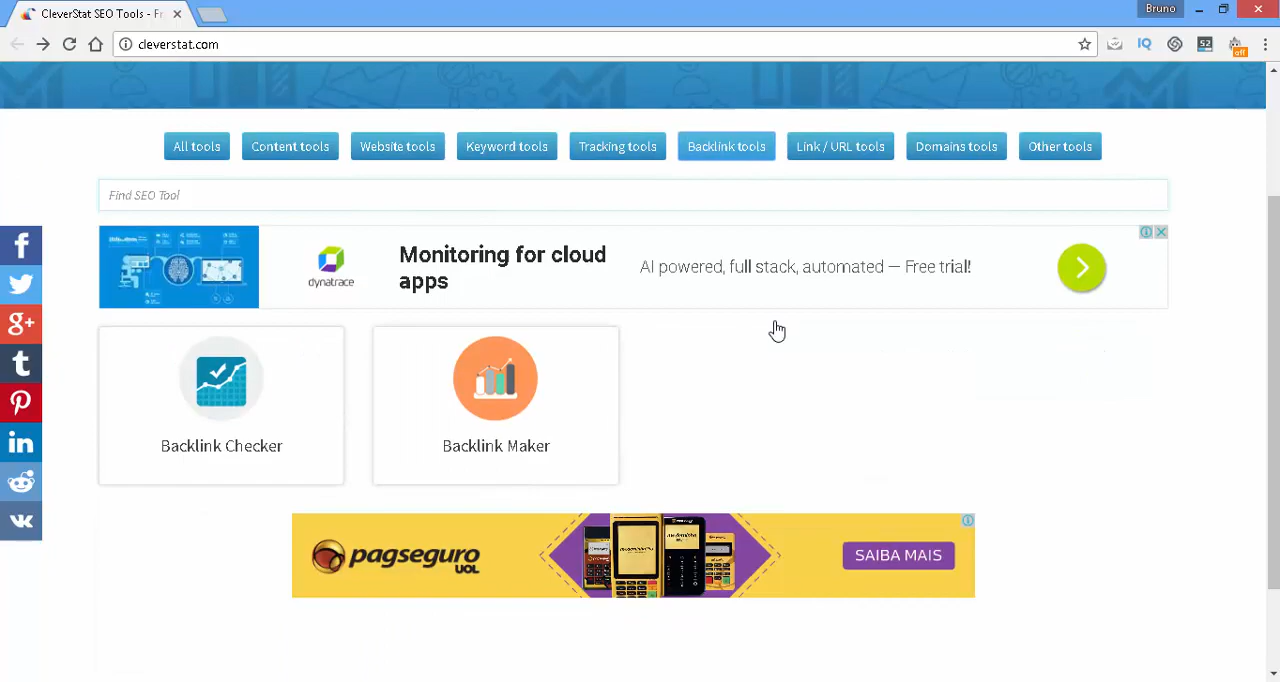 CleverStat SEO Tools - Fr
Bruno
cleverstat.com
IQ
52
off
All tools
Content tools
Website tools
Keyword tools
Tracking tools
Backlink tools
Link / URL tools
Domains tools
Other tools
Find SEO Tool
dynatrace
Monitoring for cloud
apps
AI powered, full stack, automated — Free trial!
Backlink Checker
Backlink Maker
pagseguro
UOL
SAIBA MAIS